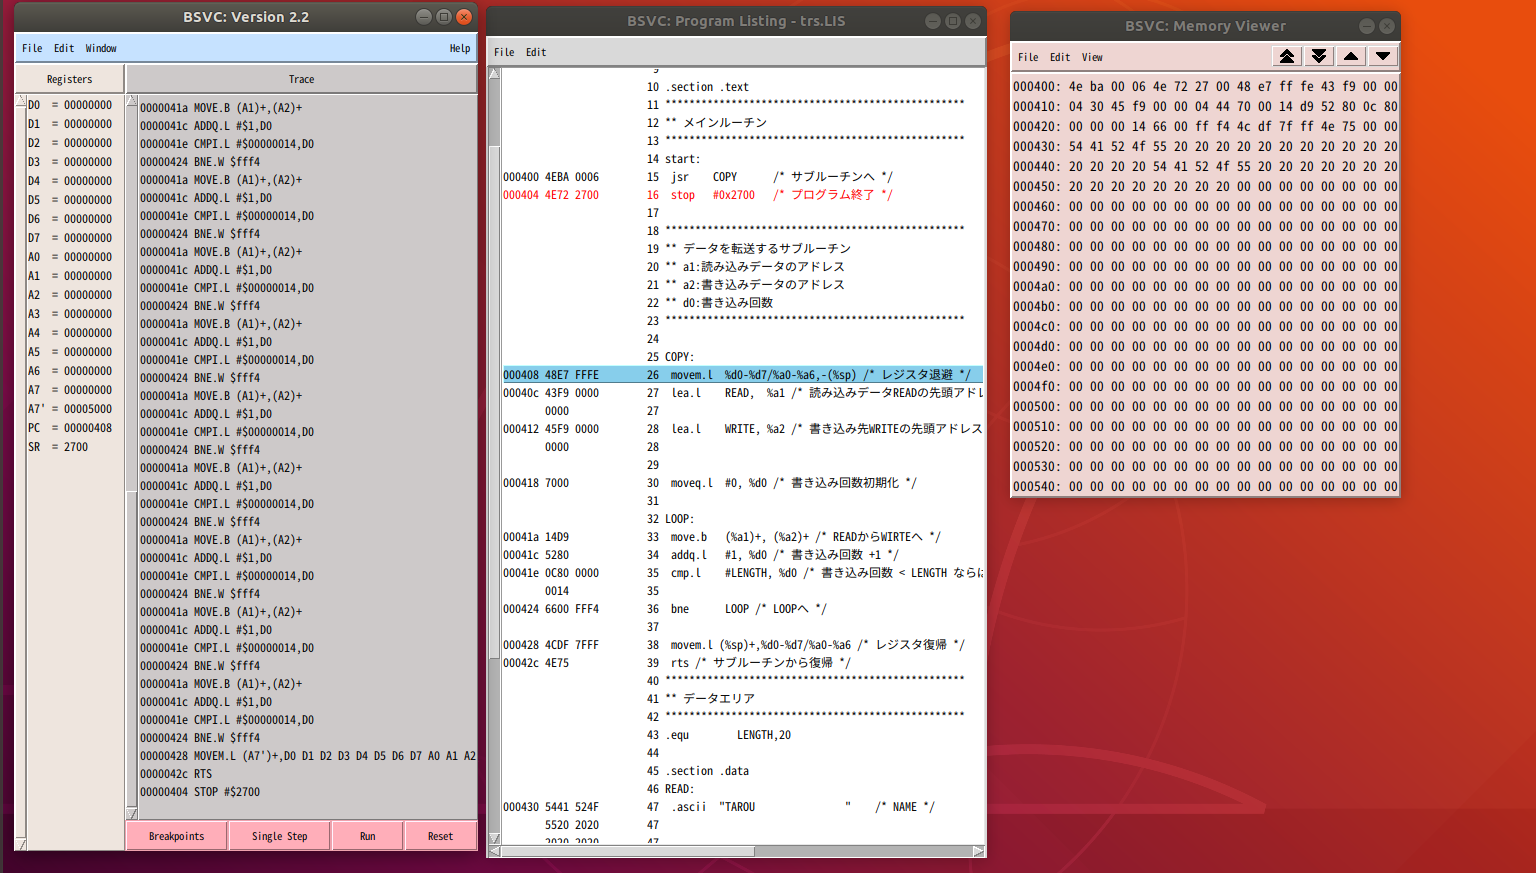 BSVC: Version 2.2
File Edit Window Help
Registers
D0 = 00000000
D1 = 00000000
D2 = 00000000
D3 = 00000000
D4 = 00000000
D5 = 00000000
D6 = 00000000
D7 = 00000000
A0 = 00000000
A1 = 00000000
A2 = 00000000
A3 = 00000000
A4 = 00000000
A5 = 00000000
A6 = 00000000
A7 = 00000000
A7' = 00005000
PC = 00000408
SR = 2700
Trace
0000041a MOVE.B (A1)+,(A2)+
0000041c ADDQ.L #$1,D0
0000041e CMPI.L #$00000014,D0
00000424 BNE.W $fff4
0000041a MOVE.B (A1)+,(A2)+
0000041c ADDQ.L #$1,D0
0000041e CMPI.L #$00000014,D0
00000424 BNE.W $fff4
0000041a MOVE.B (A1)+,(A2)+
0000041c ADDQ.L #$1,D0
0000041e CMPI.L #$00000014,D0
00000424 BNE.W $fff4
0000041a MOVE.B (A1)+,(A2)+
0000041c ADDQ.L #$1,D0
0000041e CMPI.L #$00000014,D0
00000424 BNE.W $fff4
0000041a MOVE.B (A1)+,(A2)+
0000041c ADDQ.L #$1,D0
0000041e CMPI.L #$00000014,D0
00000424 BNE.W $fff4
0000041a MOVE.B (A1)+,(A2)+
0000041c ADDQ.L #$1,D0
0000041e CMPI.L #$00000014,D0
00000424 BNE.W $fff4
0000041a MOVE.B (A1)+,(A2)+
0000041c ADDQ.L #$1,D0
0000041e CMPI.L #$00000014,D0
00000424 BNE.W $fff4
0000041a MOVE.B (A1)+,(A2)+
0000041c ADDQ.L #$1,D0
0000041e CMPI.L #$00000014,D0
00000424 BNE.W $fff4
0000041a MOVE.B (A1)+,(A2)+
0000041c ADDQ.L #$1,D0
0000041e CMPI.L #$00000014,D0
00000424 BNE.W $fff4
00000428 MOVEM.L (A7')+,D0 D1 D2 D3 D4 D5 D6 D7 A0 A1 A2
0000042c RTS
00000404 STOP #$2700
Breakpoints Single Step Run Reset
BSVC: Program Listing - trs.LIS
File Edit
9
10 .section .text
11 **************************************************
12 ** メインルーチン
13 **************************************************
14 start:
000400 4EBA 0006 15 jsr COPY /* サブルーチンへ */
000404 4E72 2700 16 stop #0x2700 /* プログラム終了 */
17
18 **************************************************
19 ** データを転送するサブルーチン
20 ** a1:読み込みデータのアドレス
21 ** a2:書き込みデータのアドレス
22 ** d0:書き込み回数
23 **************************************************
24
25 COPY:
000408 48E7 FFFE 26 movem.l %d0-%d7/%a0-%a6,-(%sp) /* レジスタ退避 */
00040c 43F9 0000 27 lea.l READ, %a1 /* 読み込みデータREADの先頭アドレ
0000 27
000412 45F9 0000 28 lea.l WRITE, %a2 /* 書き込み先WRITEの先頭アドレス
0000 28
29
000418 7000 30 moveq.l #0, %d0 /* 書き込み回数初期化 */
31
32 LOOP:
00041a 14D9 33 move.b (%a1)+, (%a2)+ /* READからWIRTEへ */
00041c 5280 34 addq.l #1, %d0 /* 書き込み回数 +1 */
00041e 0C80 0000 35 cmp.l #LENGTH, %d0 /* 書き込み回数 < LENGTH ならは
0014 35
000424 6600 FFF4 36 bne LOOP /* LOOPへ */
37
000428 4CDF 7FFF 38 movem.l (%sp)+,%d0-%d7/%a0-%a6 /* レジスタ復帰 */
00042c 4E75 39 rts /* サブルーチンから復帰 */
40 **************************************************
41 ** データエリア
42 **************************************************
43 .equ LENGTH,20
44
45 .section .data
46 READ:
000430 5441 524F 47 .ascii "TAROU " /* NAME */
5520 2020 47
2020 2020 47
BSVC: Memory Viewer
File Edit View
000400: 4e ba 00 06 4e 72 27 00 48 e7 ff fe 43 f9 00 00
000410: 04 30 45 f9 00 00 04 44 70 00 14 d9 52 80 0c 80
000420: 00 00 00 14 66 00 ff f4 4c df 7f ff 4e 75 00 00
000430: 54 41 52 4f 55 20 20 20 20 20 20 20 20 20 20 20
000440: 20 20 20 20 54 41 52 4f 55 20 20 20 20 20 20 20
000450: 20 20 20 20 20 20 20 20 00 00 00 00 00 00 00 00
000460: 00 00 00 00 00 00 00 00 00 00 00 00 00 00 00 00
000470: 00 00 00 00 00 00 00 00 00 00 00 00 00 00 00 00
000480: 00 00 00 00 00 00 00 00 00 00 00 00 00 00 00 00
000490: 00 00 00 00 00 00 00 00 00 00 00 00 00 00 00 00
0004a0: 00 00 00 00 00 00 00 00 00 00 00 00 00 00 00 00
0004b0: 00 00 00 00 00 00 00 00 00 00 00 00 00 00 00 00
0004c0: 00 00 00 00 00 00 00 00 00 00 00 00 00 00 00 00
0004d0: 00 00 00 00 00 00 00 00 00 00 00 00 00 00 00 00
0004e0: 00 00 00 00 00 00 00 00 00 00 00 00 00 00 00 00
0004f0: 00 00 00 00 00 00 00 00 00 00 00 00 00 00 00 00
000500: 00 00 00 00 00 00 00 00 00 00 00 00 00 00 00 00
000510: 00 00 00 00 00 00 00 00 00 00 00 00 00 00 00 00
000520: 00 00 00 00 00 00 00 00 00 00 00 00 00 00 00 00
000530: 00 00 00 00 00 00 00 00 00 00 00 00 00 00 00 00
000540: 00 00 00 00 00 00 00 00 00 00 00 00 00 00 00 00